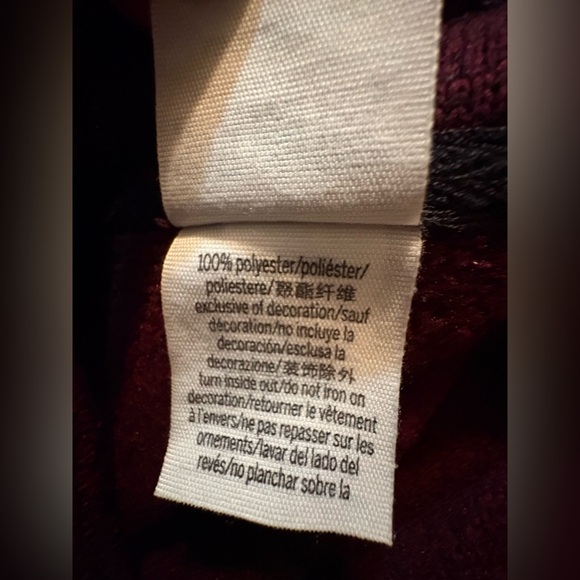 100% polyester/poliéster/
poliestere/聚酯纤维
exclusive of decoration/sauf
décoration/no incluye la
decoración/esclusa la
decorazione/装饰除外
turn inside out/do not iron on
decoration/retourner le vêtement
à l'envers/ne pas repasser sur les
ornements/lavar del lado del
revés/no planchar sobre la